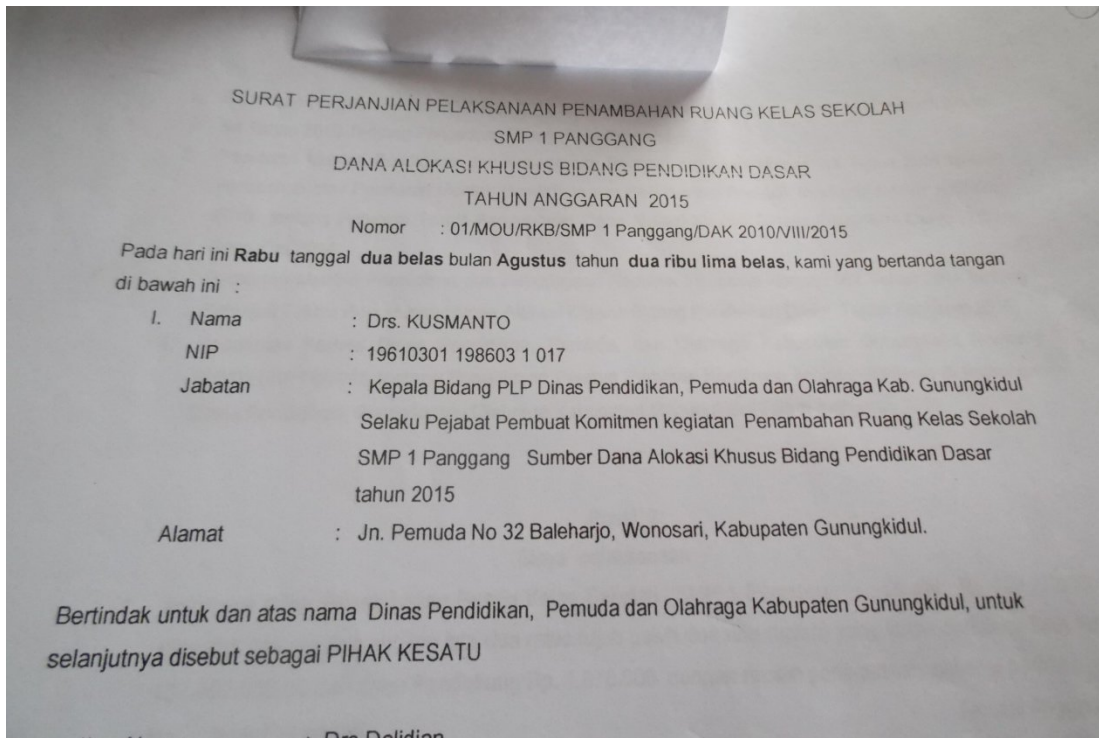 SURAT PERJANJIAN PELAKSANAAN PENAMBAHAN RUANG KELAS SEKOLAH
SMP 1 PANGGANG
DANA ALOKASI KHUSUS BIDANG PENDIDIKAN DASAR
TAHUN ANGGARAN 2015
Nomor : 01/MOU/RKB/SMP 1 Panggang/DAK 2010/VIII/2015
Pada hari ini Rabu tanggal dua belas bulan Agustus tahun dua ribu lima belas, kami yang bertanda tangan
di bawah ini :
I. Nama : Drs. KUSMANTO
NIP : 19610301 198603 1 017
Jabatan : Kepala Bidang PLP Dinas Pendidikan, Pemuda dan Olahraga Kab. Gunungkidul
Selaku Pejabat Pembuat Komitmen kegiatan Penambahan Ruang Kelas Sekolah
SMP 1 Panggang Sumber Dana Alokasi Khusus Bidang Pendidikan Dasar
tahun 2015
Alamat : Jn. Pemuda No 32 Baleharjo, Wonosari, Kabupaten Gunungkidul.
Bertindak untuk dan atas nama Dinas Pendidikan, Pemuda dan Olahraga Kabupaten Gunungkidul, untuk
selanjutnya disebut sebagai PIHAK KESATU